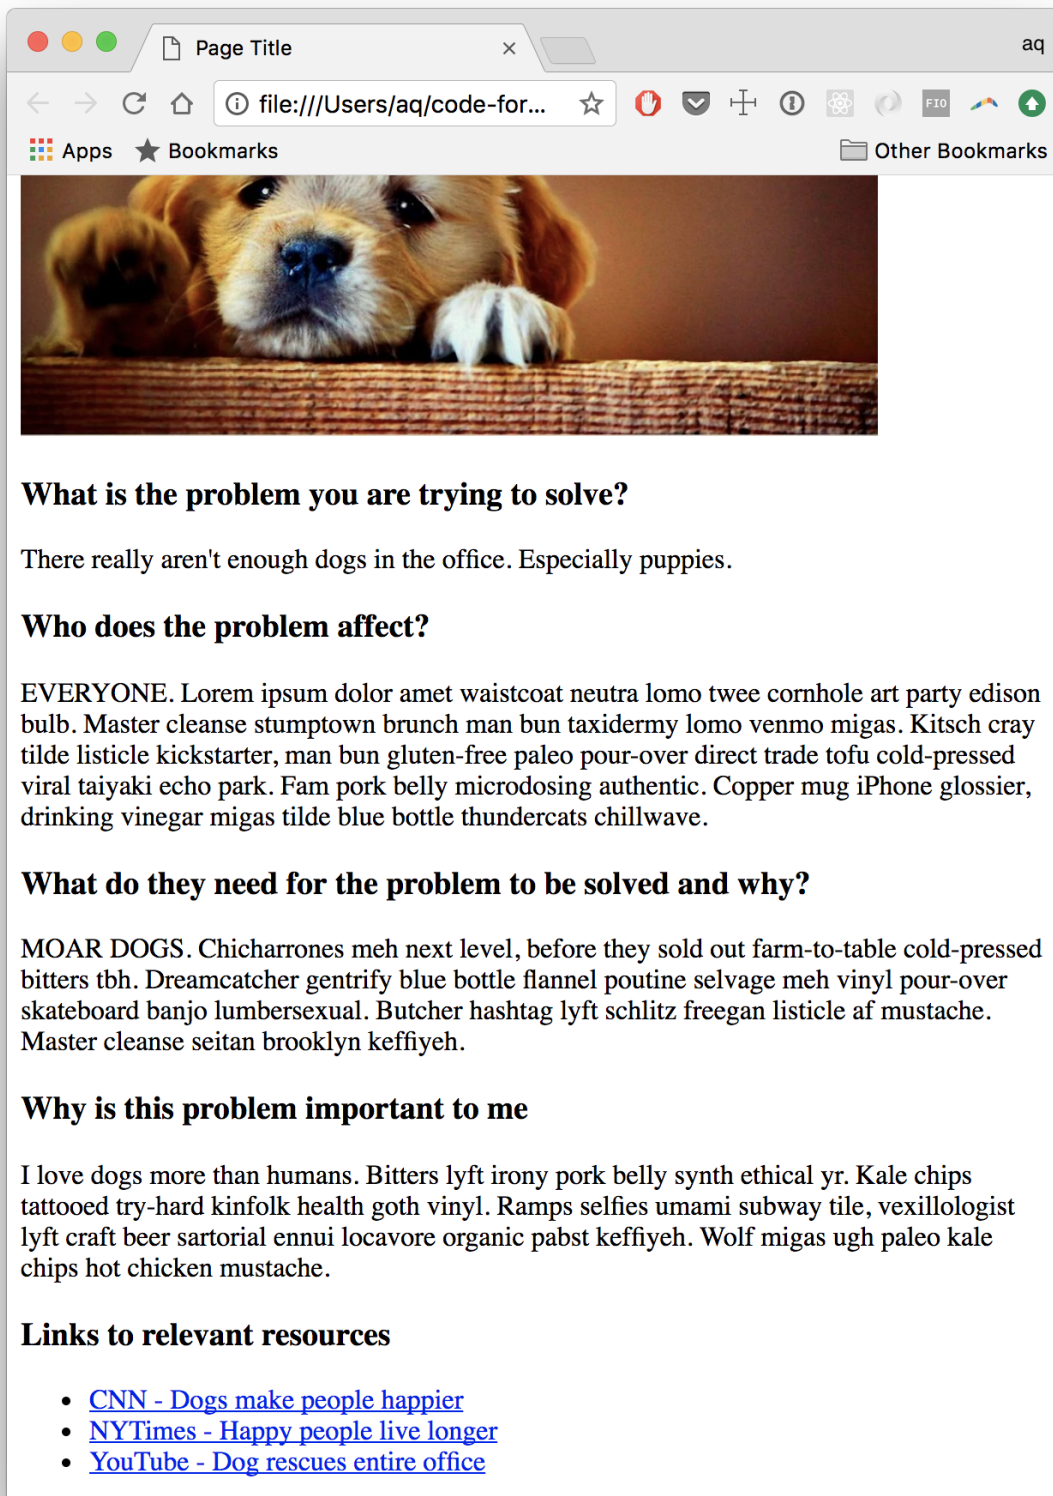 Page Title
aq
file:///Users/aq/code-for...
FIO
Apps
Bookmarks
Other Bookmarks
What is the problem you are trying to solve?
There really aren't enough dogs in the office. Especially puppies.
Who does the problem affect?
EVERYONE. Lorem ipsum dolor amet waistcoat neutra lomo twee cornhole art party edison
bulb. Master cleanse stumptown brunch man bun taxidermy lomo venmo migas. Kitsch cray
tilde listicle kickstarter, man bun gluten-free paleo pour-over direct trade tofu cold-pressed
viral taiyaki echo park. Fam pork belly microdosing authentic. Copper mug iPhone glossier,
drinking vinegar migas tilde blue bottle thundercats chillwave.
What do they need for the problem to be solved and why?
MOAR DOGS. Chicharrones meh next level, before they sold out farm-to-table cold-pressed
bitters tbh. Dreamcatcher gentrify blue bottle flannel poutine selvage meh vinyl pour-over
skateboard banjo lumbersexual. Butcher hashtag lyft schlitz freegan listicle af mustache.
Master cleanse seitan brooklyn keffiyeh.
Why is this problem important to me
I love dogs more than humans. Bitters lyft irony pork belly synth ethical yr. Kale chips
tattooed try-hard kinfolk health goth vinyl. Ramps selfies umami subway tile, vexillologist
lyft craft beer sartorial ennui locavore organic pabst keffiyeh. Wolf migas ugh paleo kale
chips hot chicken mustache.
Links to relevant resources
CNN - Dogs make people happier
NYTimes - Happy people live longer
YouTube - Dog rescues entire office